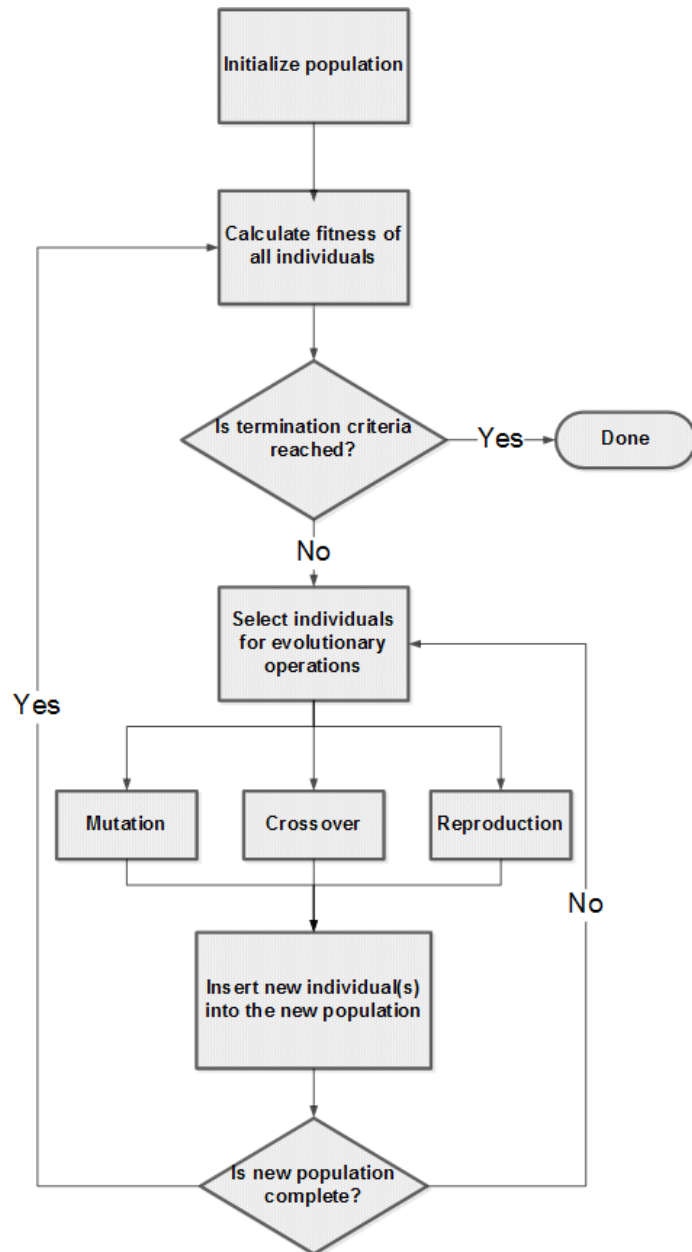 Initialize population
Calculate fitness of
all individuals
Is termination criteria
reached?
Yes
Done
No
Select individuals
for evolutionary
operations
Yes
Mutation
Crossover
Reproduction
No
Insert new individual(s)
into the new population
Is new population
complete?